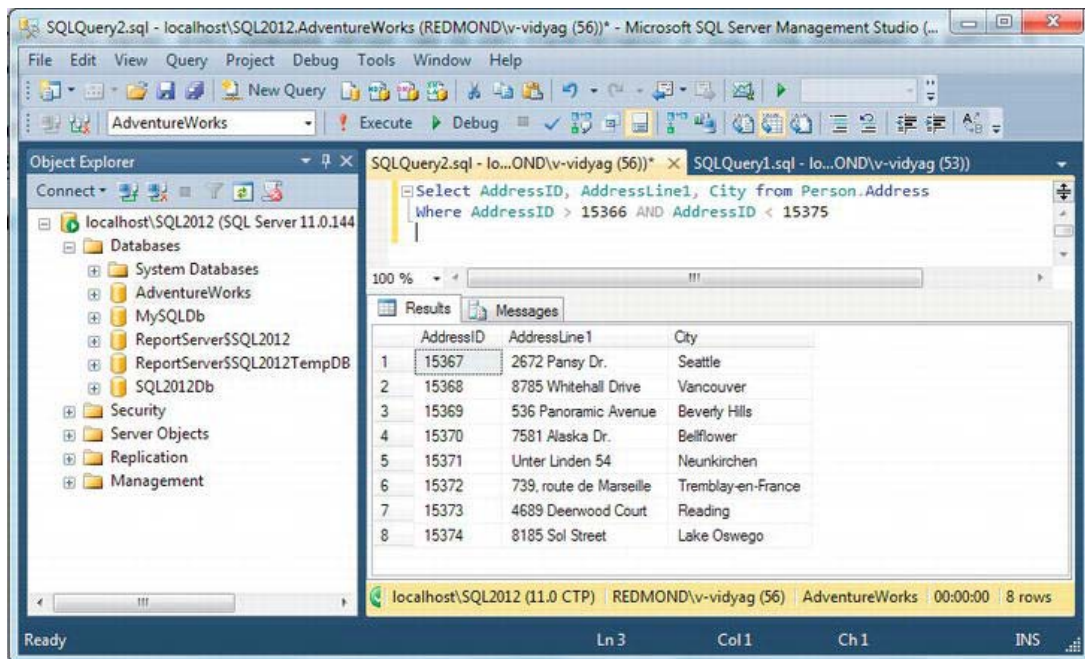 SQLQuery2.sql - localhost\SQL2012.AdventureWorks (REDMOND\v-vidyag (56))* - Microsoft SQL Server Management Studio (...
File Edit View Query Project Debug Tools Window Help
New Query
AdventureWorks Execute Debug
Object Explorer
Connect
localhost\SQL2012 (SQL Server 11.0.144
Databases
System Databases
AdventureWorks
MySQLDb
ReportServer$SQL2012
ReportServer$SQL2012TempDB
SQL2012Db
Security
Server Objects
Replication
Management
SQLQuery2.sql - lo...OND\v-vidyag (56))* SQLQuery1.sql - lo...OND\v-vidyag (53))
Select AddressID, AddressLine1, City from Person.Address
Where AddressID > 15366 AND AddressID < 15375
100 %
Results Messages
AddressID AddressLine1 City
1 15367 2672 Pansy Dr. Seattle
2 15368 8785 Whitehall Drive Vancouver
3 15369 536 Panoramic Avenue Beverly Hills
4 15370 7581 Alaska Dr. Bellflower
5 15371 Unter Linden 54 Neunkirchen
6 15372 739, route de Marseille Tremblay-en-France
7 15373 4689 Deerwood Court Reading
8 15374 8185 Sol Street Lake Oswego
localhost\SQL2012 (11.0 CTP) REDMOND\v-vidyag (56) AdventureWorks 00:00:00 8 rows
Ready Ln 3 Col 1 Ch 1 INS